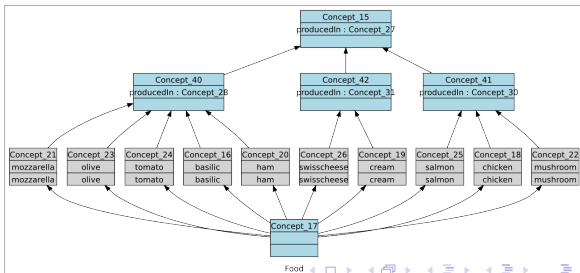 Concept_15
producedIn : Concept_27
Concept_40
producedIn : Concept_28
Concept_42
producedIn : Concept_31
Concept_41
producedIn : Concept_30
Concept_21
mozzarella
mozzarella
Concept_23
olive
olive
Concept_24
tomato
tomato
Concept_16
basilic
basilic
Concept_20
ham
ham
Concept_26
swisscheese
swisscheese
Concept_19
cream
cream
Concept_25
salmon
salmon
Concept_18
chicken
chicken
Concept_22
mushroom
mushroom
Concept_17
Food